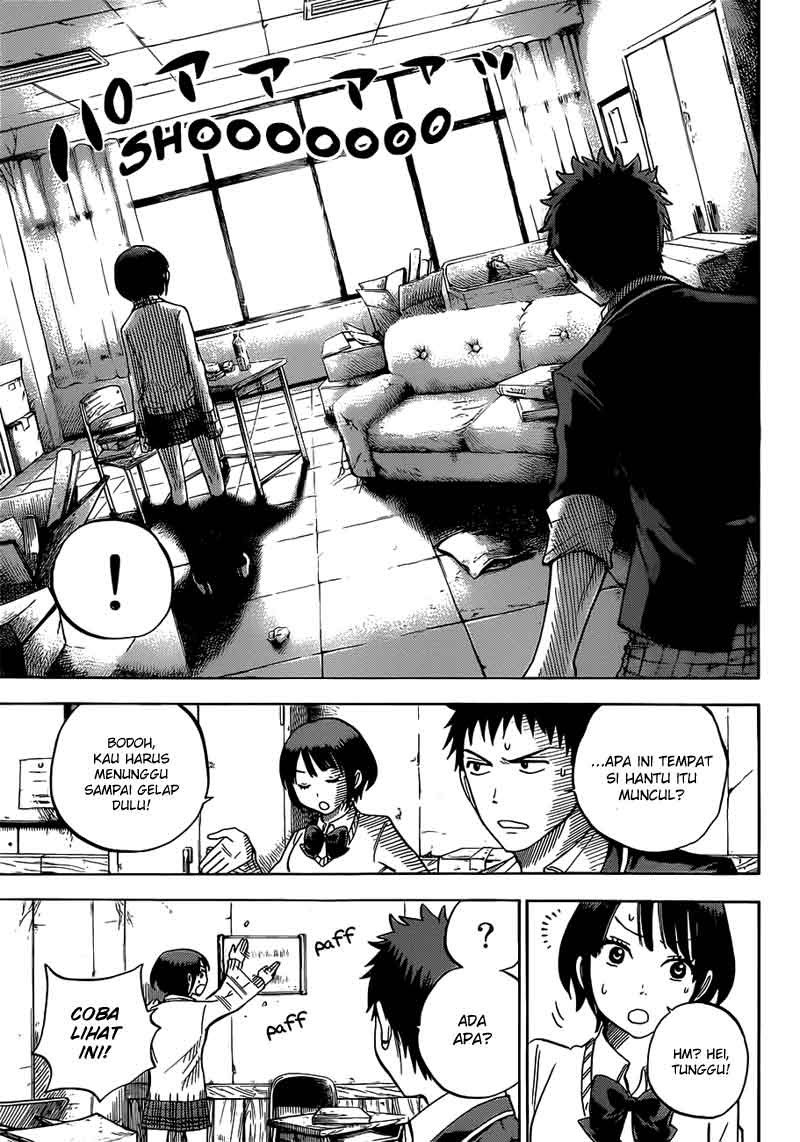 パアアアアッ
SHOOOOOOO
!
...APA INI TEMPAT
SI HANTU ITU
MUNCUL?
BODOH,
KAU HARUS
MENUNGGU
SAMPAI GELAP
DULU!
HM? HEI,
TUNGGU!
?
ADA
APA?
paff
paff
COBA
LIHAT
INI!